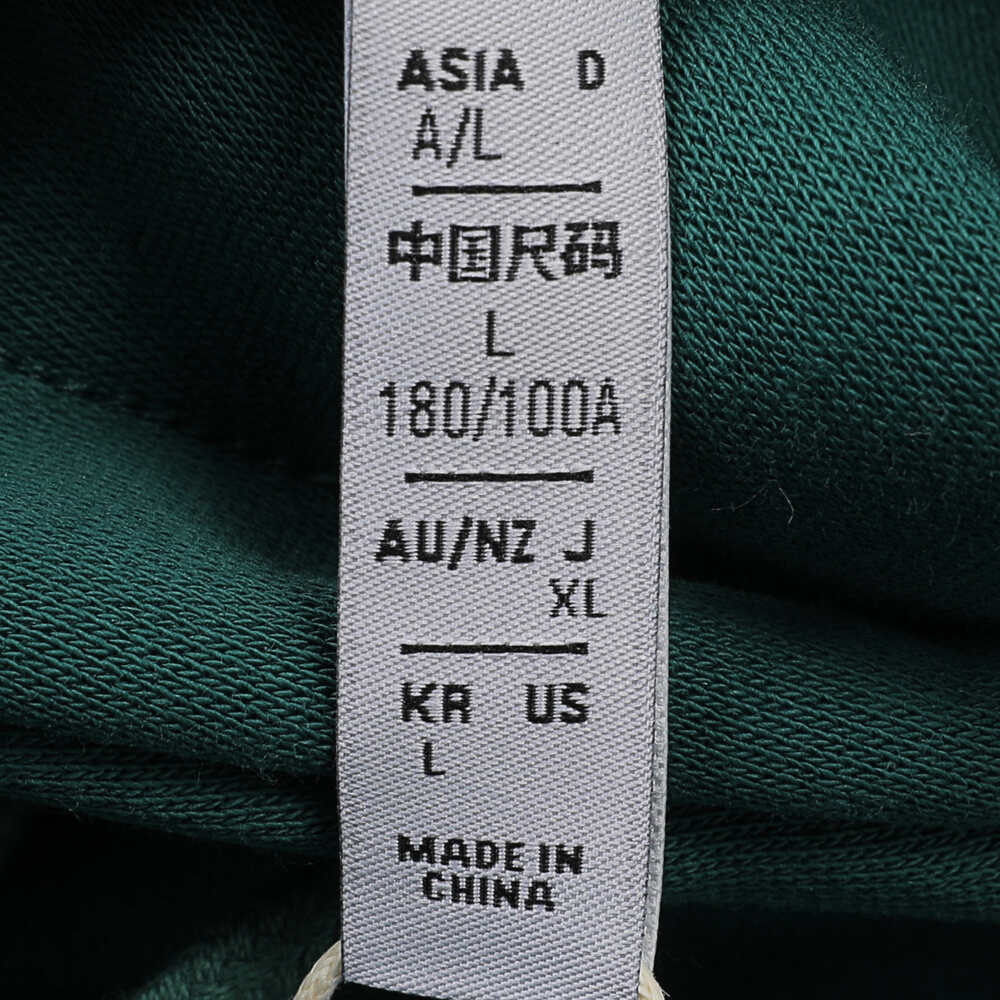 ASIA D
A/L
中国尺码
L
180/100A
AU/NZ J
XL
KR US
L
MADE IN
CHINA